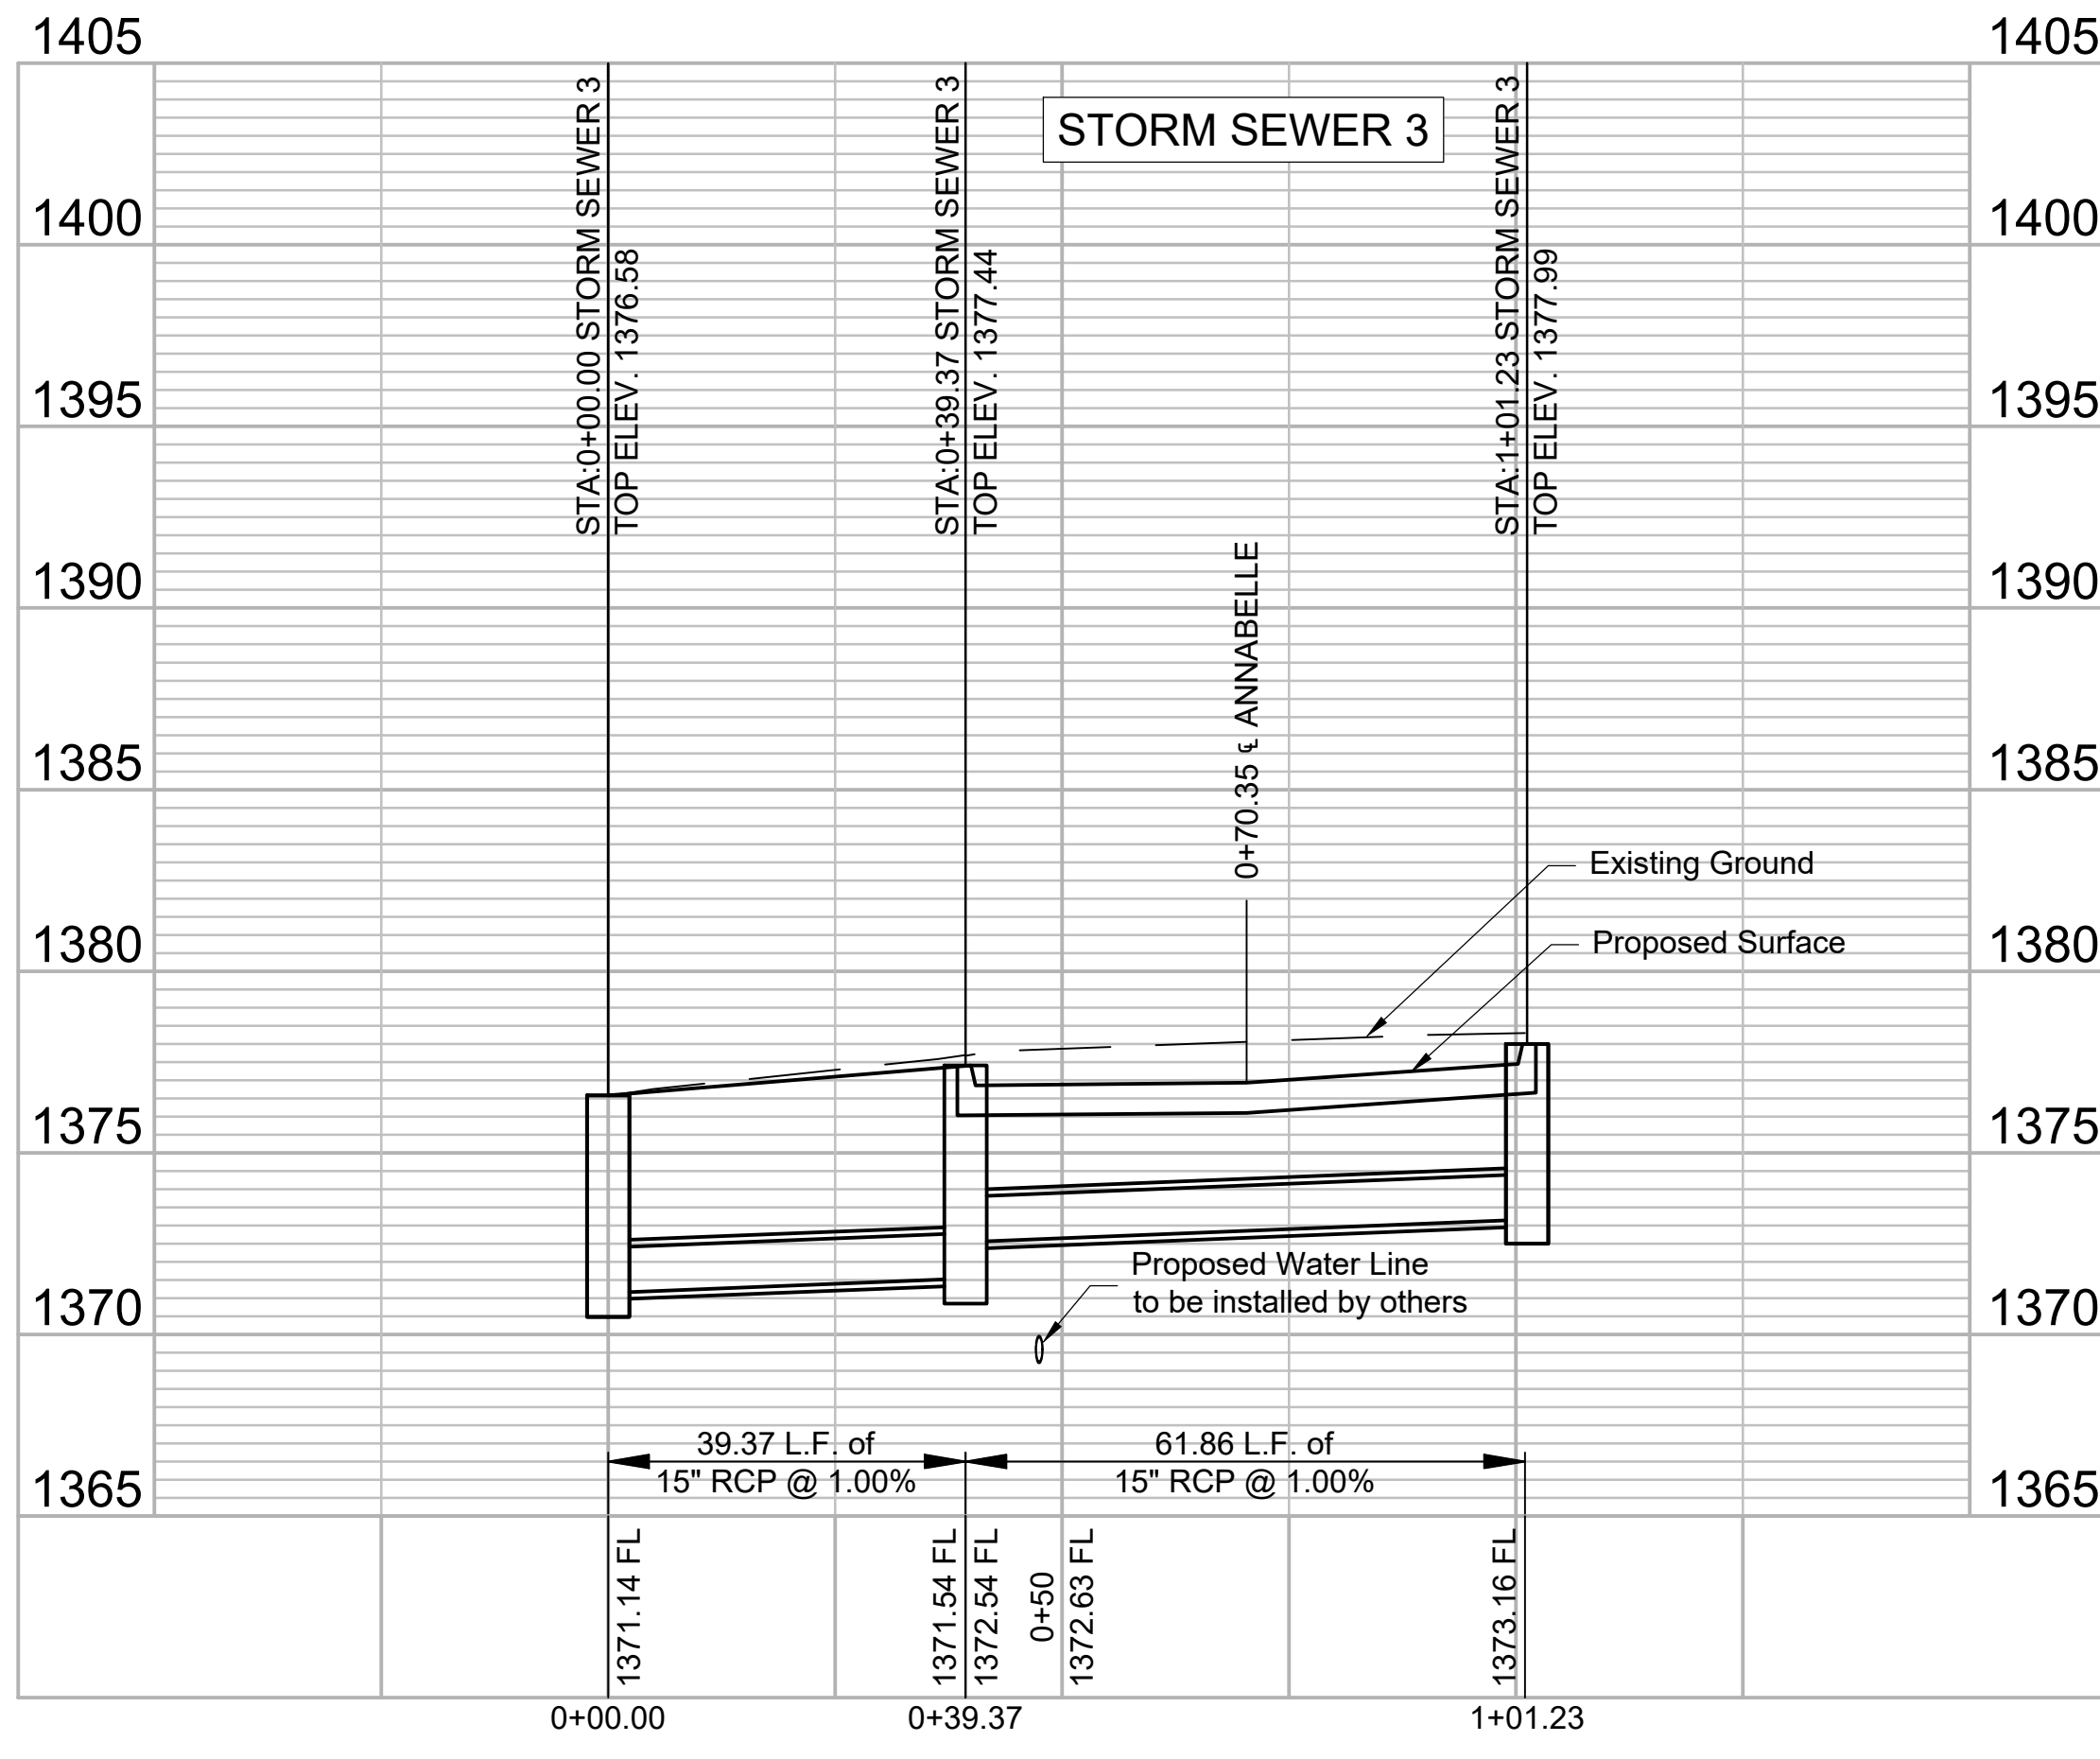 1405
1405
STORM SEWER 3
STA:0+00.00 STORM SEWER 3
TOP ELEV. 1376.58
STA:0+39.37 STORM SEWER 3
TOP ELEV. 1377.44
STA:1+01.23 STORM SEWER 3
TOP ELEV. 1377.99
1400
1400
1395
1395
1390
1390
0+70.35 ℄ ANNABELLE
1385
1385
Existing Ground
Proposed Surface
1380
1380
1375
1375
Proposed Water Line
to be installed by others
1370
1370
39.37 L.F. of
15" RCP @ 1.00%
61.86 L.F. of
15" RCP @ 1.00%
1365
1365
1371.14 FL
1371.54 FL
1372.54 FL
0+50
1372.63 FL
1373.16 FL
0+00.00
0+39.37
1+01.23